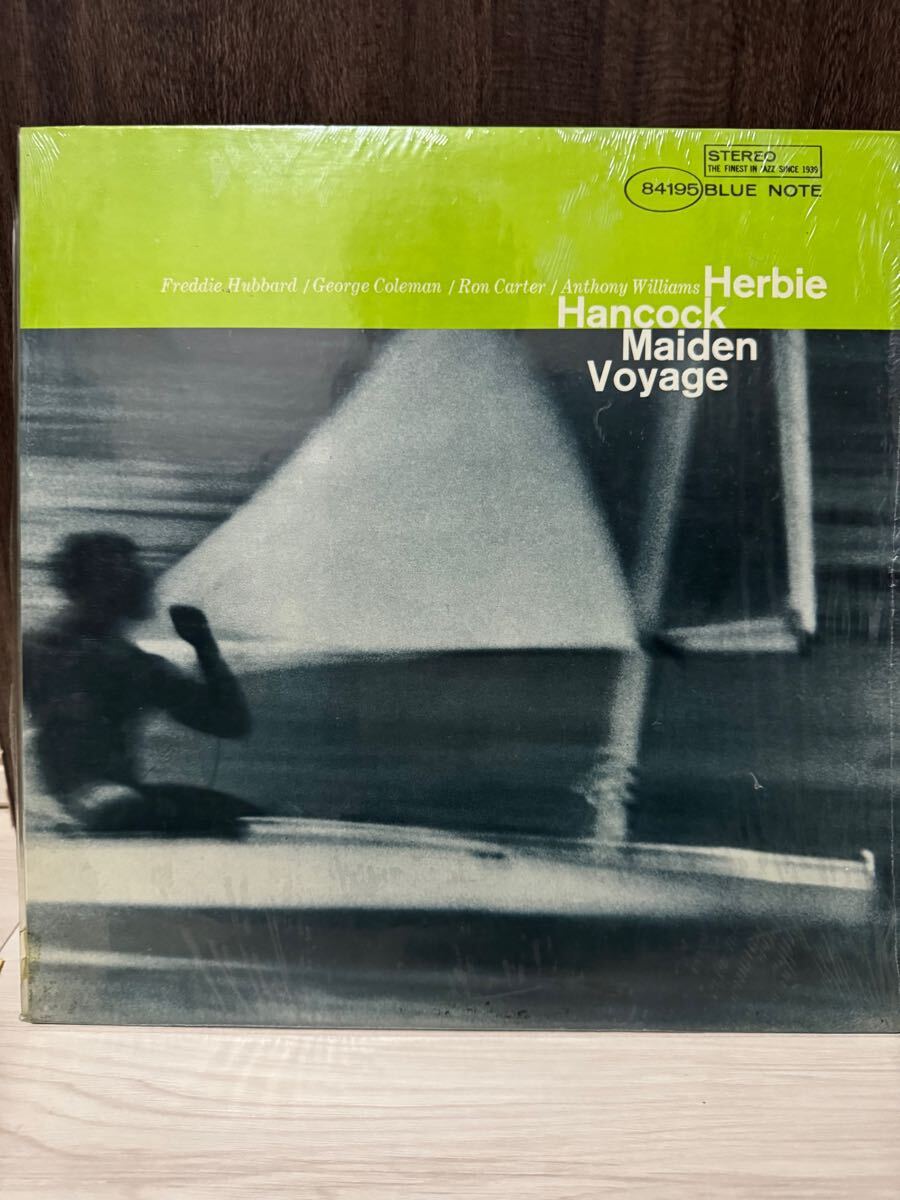 STEREO
THE FINEST IN JAZZ SINCE 1939
84195 BLUE NOTE
Freddie Hubbard / George Coleman / Ron Carter / Anthony Williams Herbie
Hancock
Maiden
Voyage